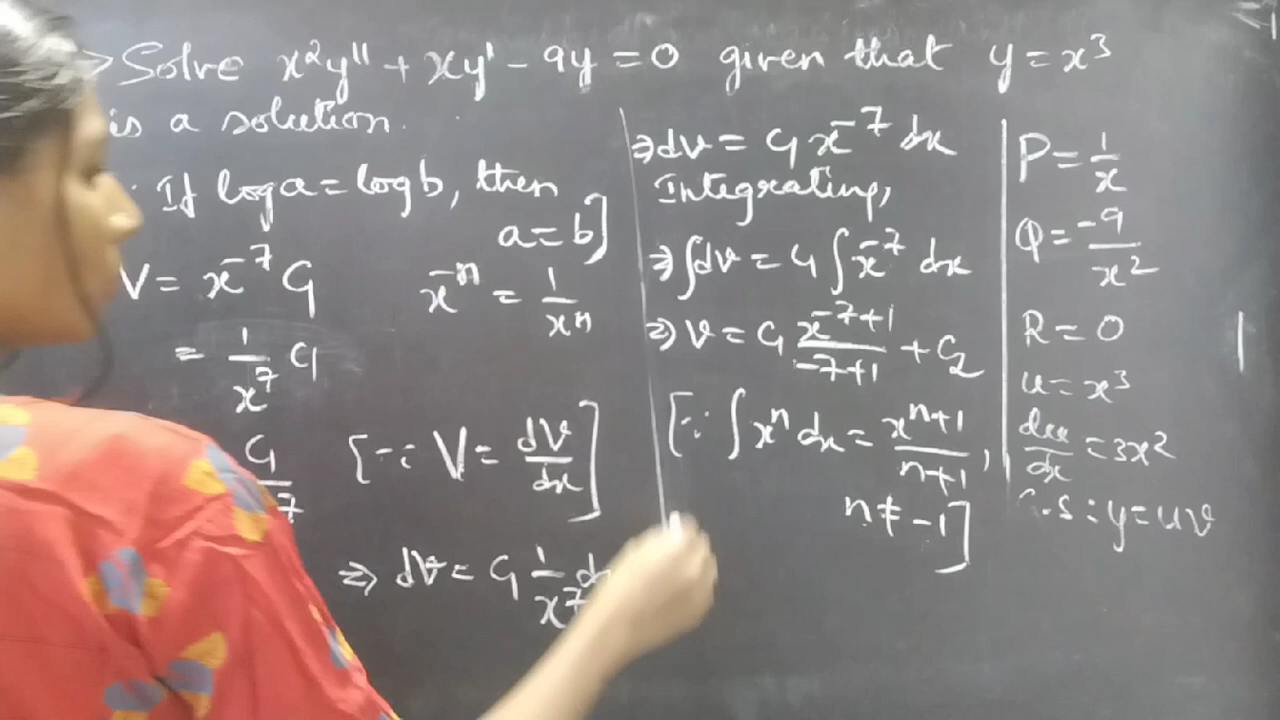 Solve x²y'' + xy' - 9y = 0 given that y = x³
is a solution.
If log a = log b, then
a = b]
V = x⁻⁷ C₁
x⁻ⁿ = 1/xⁿ
= 1/x⁷ C₁
C₁/7
[∵ V = dv/dx]
⇒ dv = C₁ 1/x⁷
⇒ dv = C₁ x⁻⁷ dx
Integrating,
⇒ ∫dv = C₁ ∫x⁻⁷ dx
⇒ v = C₁ x⁻⁷⁺¹/-7+1 + C₂
[∵ ∫xⁿ dx = xⁿ⁺¹/n+1,
n ≠ -1]
P = 1/x
Q = -9/x²
R = 0
u = x³
du/dx = 3x²
S : y = uv